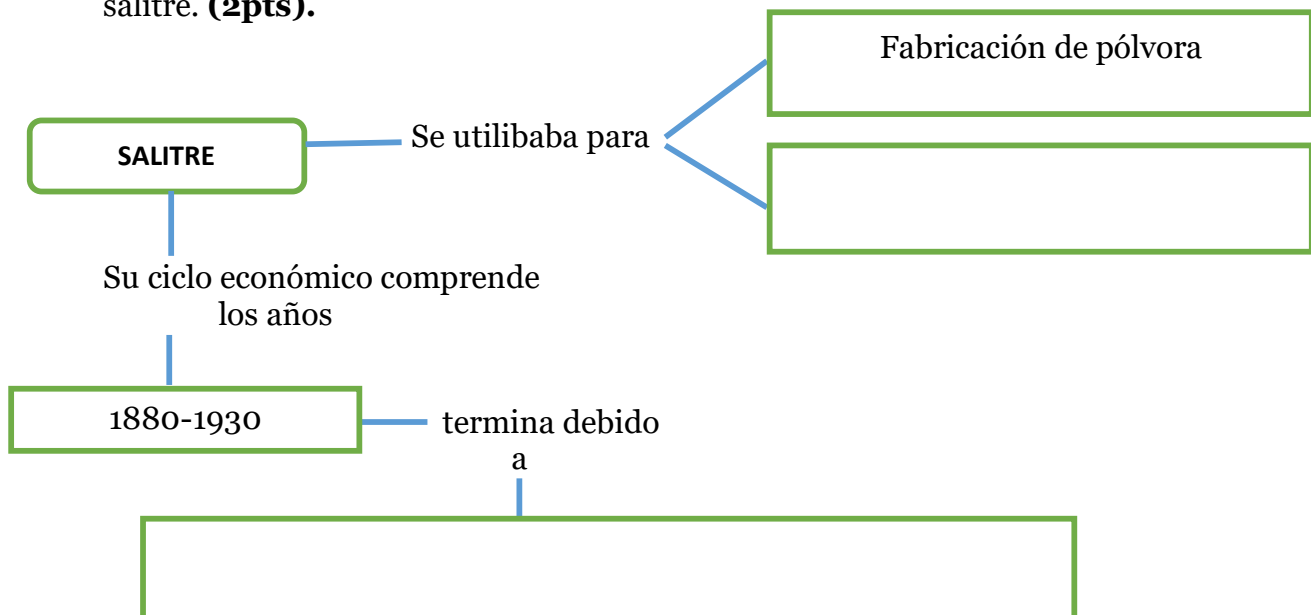 salitre. (2pts).
Fabricación de pólvora
SALITRE
Se utilibaba para
Su ciclo económico comprende
los años
1880-1930
termina debido
a